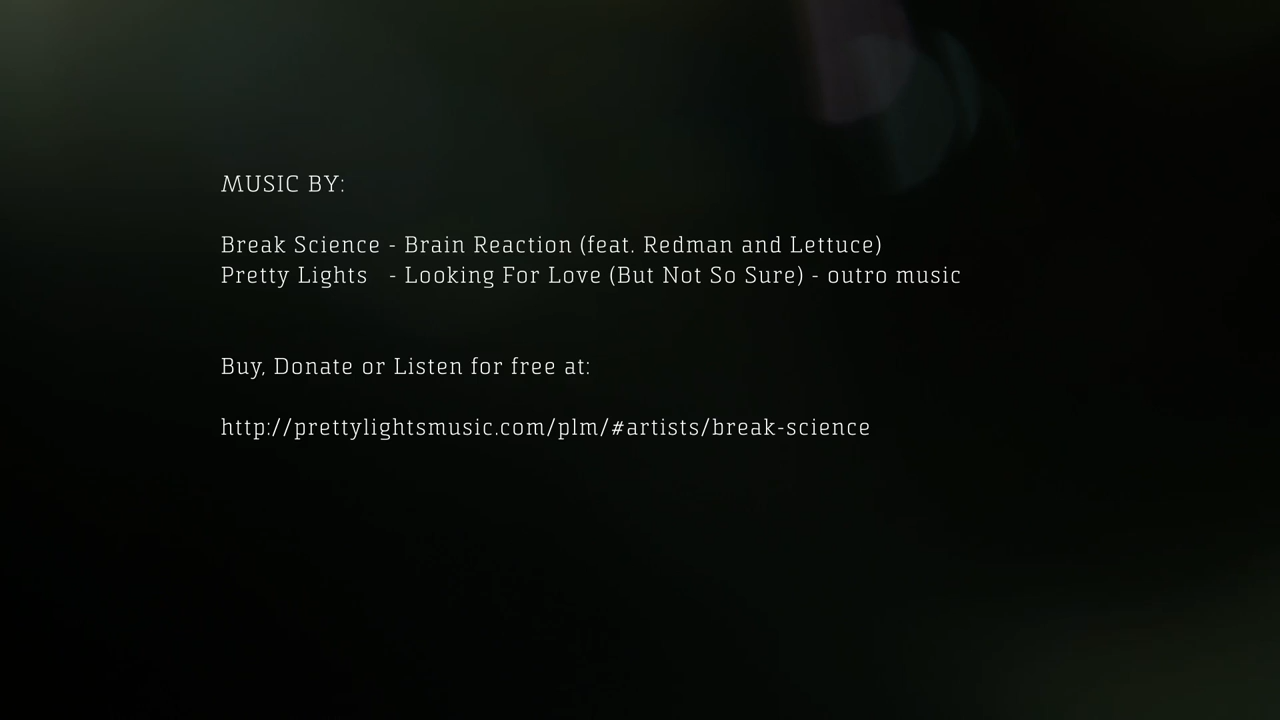 MUSIC BY:
Break Science - Brain Reaction (feat. Redman and Lettuce)
Pretty Lights - Looking For Love (But Not So Sure) - outro music
Buy, Donate or Listen for free at:
http://prettylightsmusic.com/plm/#artists/break-science